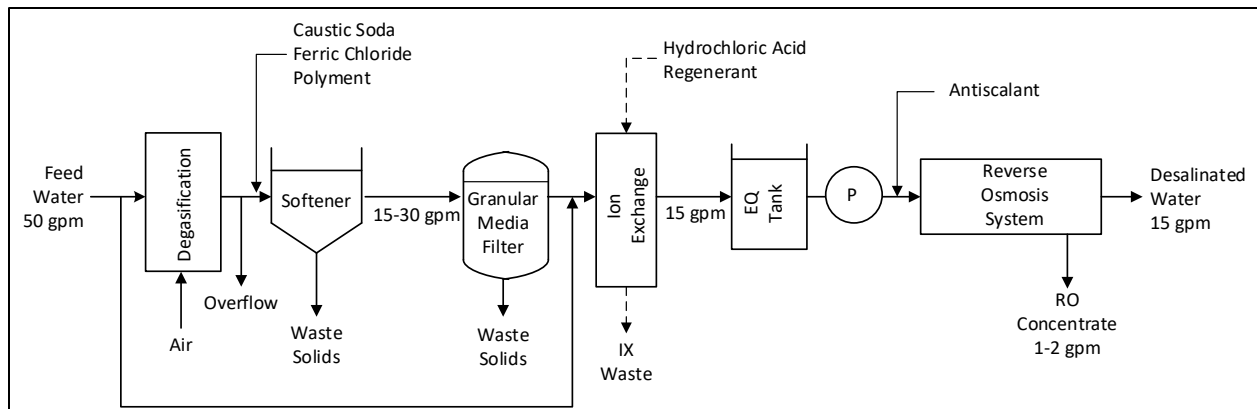 Caustic Soda
Ferric Chloride
Polyment
Hydrochloric Acid
Regenerant
Antiscalant
Feed
Water
50 gpm
Degasification
Softener
15-30 gpm
Granular
Media
Filter
Ion
Exchange
15 gpm
EQ
Tank
P
Reverse
Osmosis
System
Desalinated
Water
15 gpm
Air
Overflow
Waste
Solids
Waste
Solids
IX
Waste
RO
Concentrate
1-2 gpm